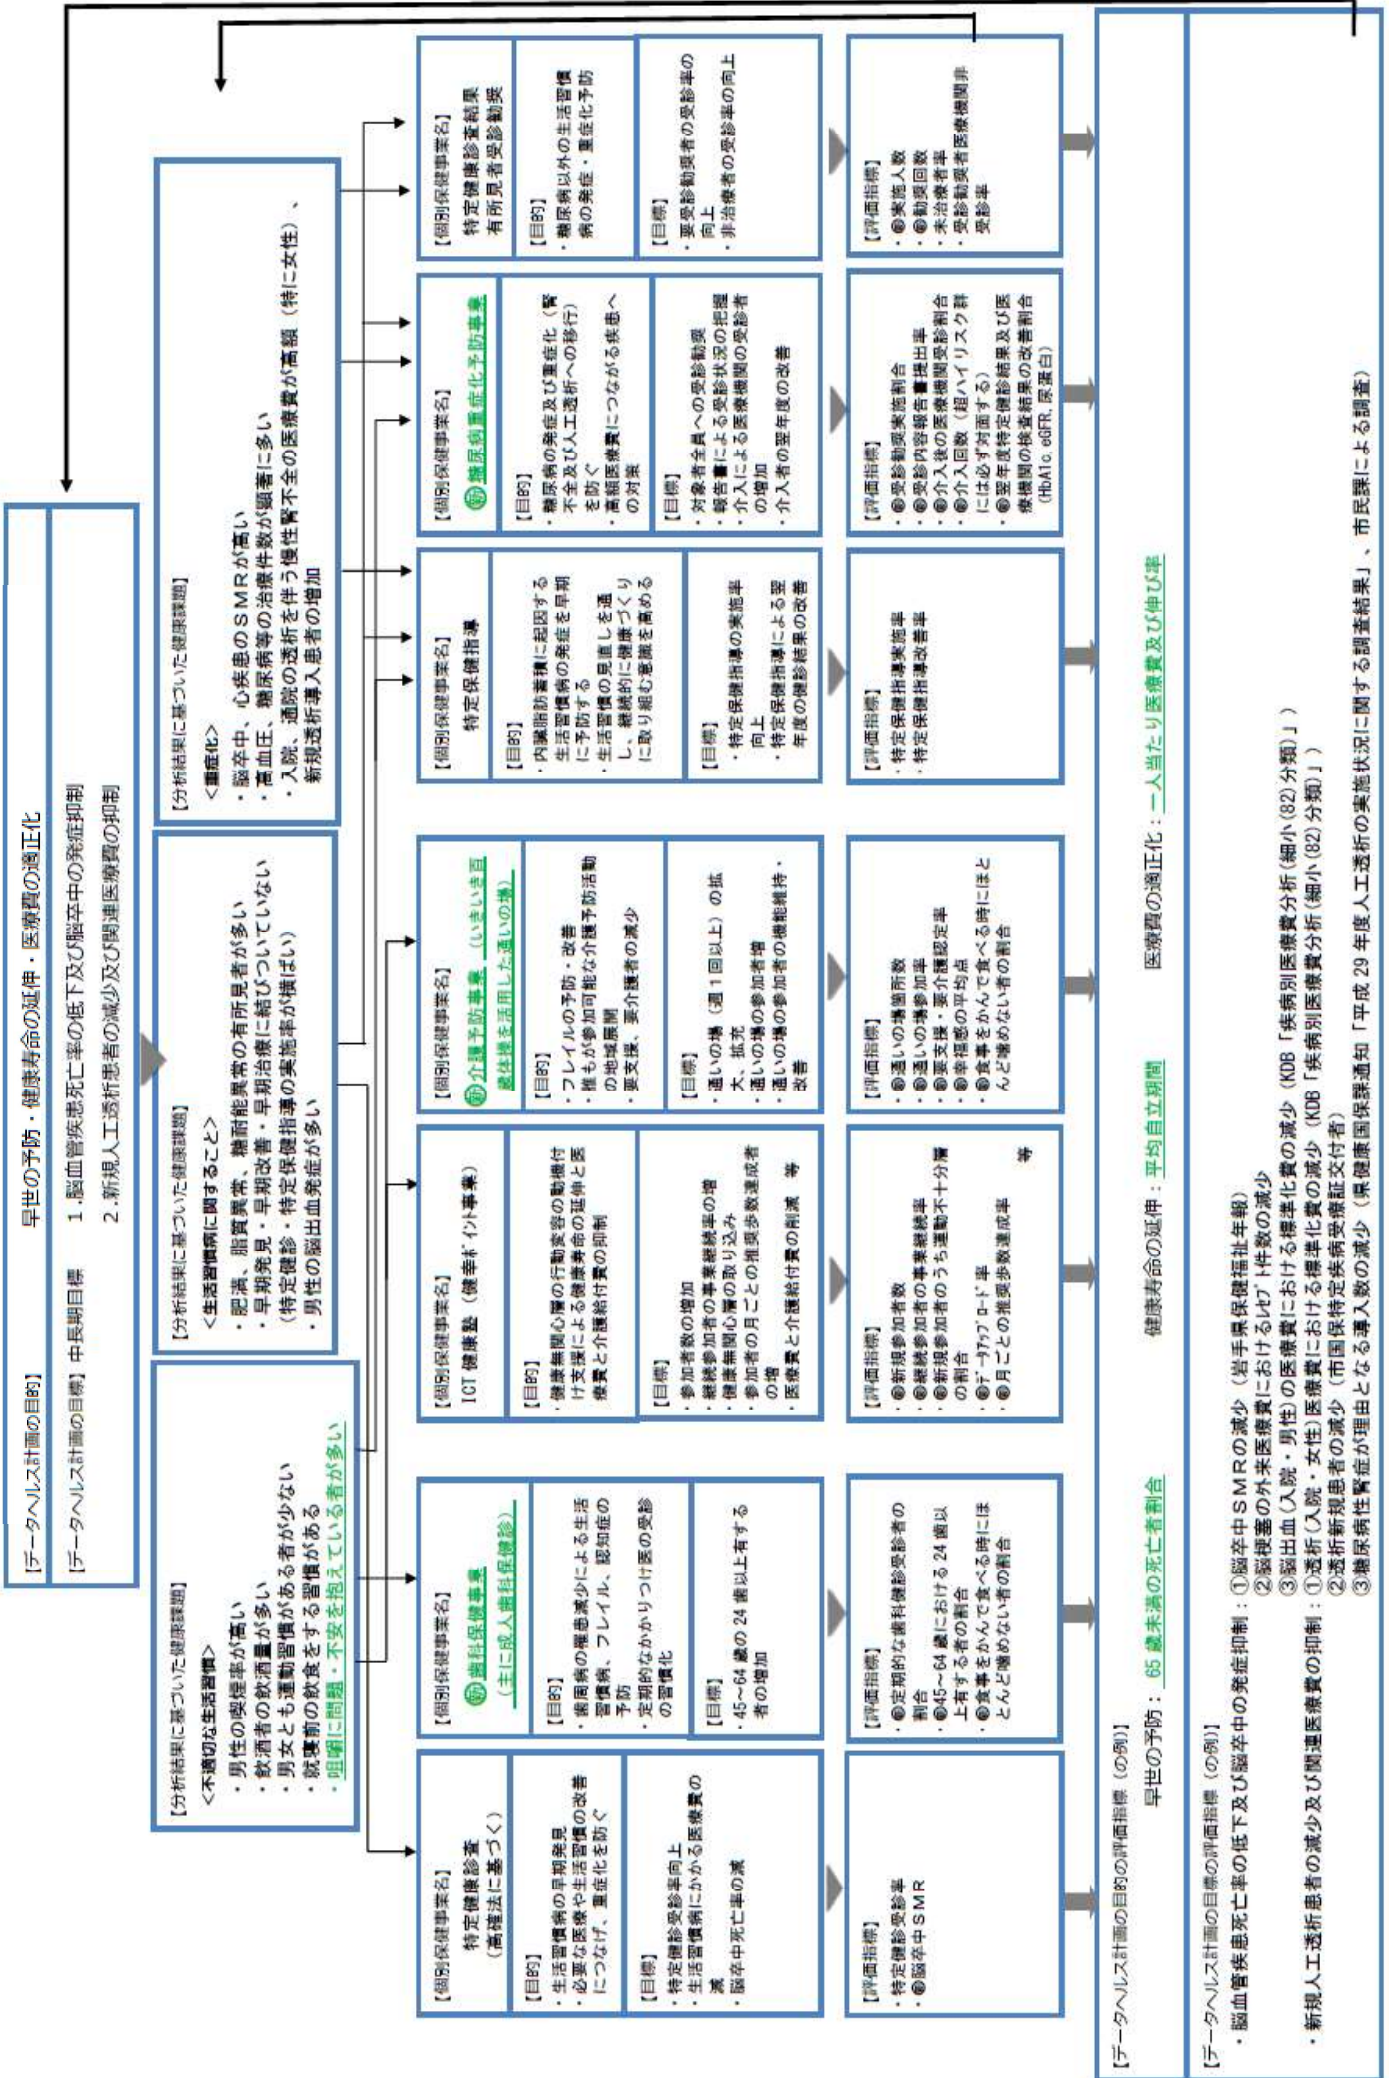 【データヘルス計画の目的】 早世の予防・健康寿命の延伸・医療費の適正化
【データヘルス計画の目標】 中長期目標 1.脳血管疾患死亡率の低下及び脳卒中の発症抑制
2.新規人工透析患者の減少及び関連医療費の抑制
【分析結果に基づいた健康課題】
＜不適切な生活習慣＞
・男性の喫煙率が高い
・飲酒者の飲酒量が多い
・男女とも運動習慣がある者が少ない
・就寝前の飲食をする習慣がある
・咀嚼に問題・不安を抱えている者が多い
【分析結果に基づいた健康課題】
＜生活習慣病に関すること＞
・肥満、脂質異常、糖耐能異常の有所見者が多い
・早期発見・早期改善・早期治療に結びついていない
（特定健診・特定保健指導の実施率が横ばい）
・男性の脳出血発症が多い
【分析結果に基づいた健康課題】
＜重症化＞
・脳卒中、心疾患のＳＭＲが高い
・高血圧、糖尿病等の治療件数が顕著に多い
・入院、通院の透析を伴う慢性腎不全の医療費が高額（特に女性）、
新規透析導入患者の増加
【個別保健事業名】
特定健康診査
（高確法に基づく）
【目的】
・生活習慣病の早期発見
・必要な医療や生活習慣の改善
につなげ、重症化を防ぐ
【目標】
・特定健診受診率向上
・生活習慣病にかかる医療費の
減
・脳卒中死亡率の減
【評価指標】
・特定健診受診率
・脳卒中ＳＭＲ
【個別保健事業名】
㊟歯科保健事業
（主に成人歯科保健診）
【目的】
・歯周病の罹患減少による生活
習慣病、フレイル、認知症の
予防
・定期的なかかりつけ医の受診
の習慣化
【目標】
・45～64 歳の 24 歯以上有する
者の増加
【評価指標】
・定期的な歯科健診受診者の
割合
・45～64 歳における 24 歯以
上有する者の割合
・食事をかんで食べる時にほ
とんど噛めない者の割合
【個別保健事業名】
ICT 健康塾（健幸ﾎﾟｲﾝﾄ事業）
【目的】
・健康無関心層の行動変容の動機付
け支援による健康寿命の延伸と医
療費と介護給付費の抑制
【目標】
・参加者数の増加
・継続参加者の事業継続率の増
・健康無関心層の取り込み
・参加者の月ごとの推奨歩数達成者
の増
・医療費と介護給付費の削減 等
【評価指標】
・新規参加者数
・継続参加者の事業継続率
・新規参加者のうち運動不十分層
の割合
・ﾃﾞｰﾀｱｯﾌﾟﾛｰﾄﾞ率
・月ごとの推奨歩数達成率
等
【個別保健事業名】
介護予防事業（いきいき百
歳体操を活用した通いの場）
【目的】
・フレイルの予防・改善
・誰もが参加可能な介護予防活動
の地域展開
・要支援、要介護者の減少
【目標】
・通いの場（週１回以上）の拡
大、拡充
・通いの場の参加者増
・通いの場の参加者の機能維持・
改善
【評価指標】
・通いの場箇所数
・通いの場参加率
・要支援・要介護認定率
・幸福感の平均点
・食事をかんで食べる時にほと
んど噛めない者の割合
【個別保健事業名】
特定保健指導
【目的】
・内臓脂肪蓄積に起因する
生活習慣病の発症を早期
に予防する
・生活習慣の見直しを通
し、継続的に健康づくり
に取り組む意識を高める
【目標】
・特定保健指導の実施率
向上
・特定保健指導による翌
年度の健診結果の改善
【評価指標】
・特定保健指導実施率
・特定保健指導改善率
【個別保健事業名】
糖尿病重症化予防事業
【目的】
・糖尿病の発症及び重症化（腎
不全及び人工透析への移行）
を防ぐ
・高額医療費につながる疾患へ
の対策
【目標】
・対象者全員への受診勧奨
・報告書による受診状況の把握
・介入による医療機関の受診者
の増加
・介入者の翌年度の改善
【評価指標】
・受診勧奨実施割合
・受診内容報告書提出率
・介入後の医療機関受診割合
・介入回数（超ハイリスク群
には必ず対面する）
・翌年度特定健診結果及び医
療機関の検査結果の改善割合
（HbA1c､eGFR､尿蛋白）
【個別保健事業名】
特定健康診査結果
有所見者受診勧奨
【目的】
・糖尿病以外の生活習慣
病の発症・重症化予防
【目標】
・要受診勧奨者の受診率の
向上
・非治療者の受診率の向上
【評価指標】
・実施人数
・勧奨回数
・未治療者率
・受診勧奨者医療機関非
受診率
【データヘルス計画の目的の評価指標（の例）】
早世の予防：65 歳未満の死亡者割合 健康寿命の延伸：平均自立期間 医療費の適正化：一人当たり医療費及び伸び率
【データヘルス計画の目標の評価指標（の例）】
・脳血管疾患死亡率の低下及び脳卒中の発症抑制：①脳卒中ＳＭＲの減少（岩手県保健福祉年報）
②脳梗塞の外来医療費におけるﾚｾﾌﾟﾄ件数の減少
③脳出血(入院・男性)の医療費における標準化費の減少（KDB「疾病別医療費分析(細小(82)分類)」）
・新規人工透析患者の減少及び関連医療費の抑制：①透析(入院・女性)医療費における標準化費の減少（KDB「疾病別医療費分析(細小(82)分類)」）
②透析新規患者の減少（市国保特定疾病受療証交付者）
③糖尿病性腎症が理由となる導入数の減少（県健康国保課通知「平成 29 年度人工透析の実施状況に関する調査結果」、市民課による調査）